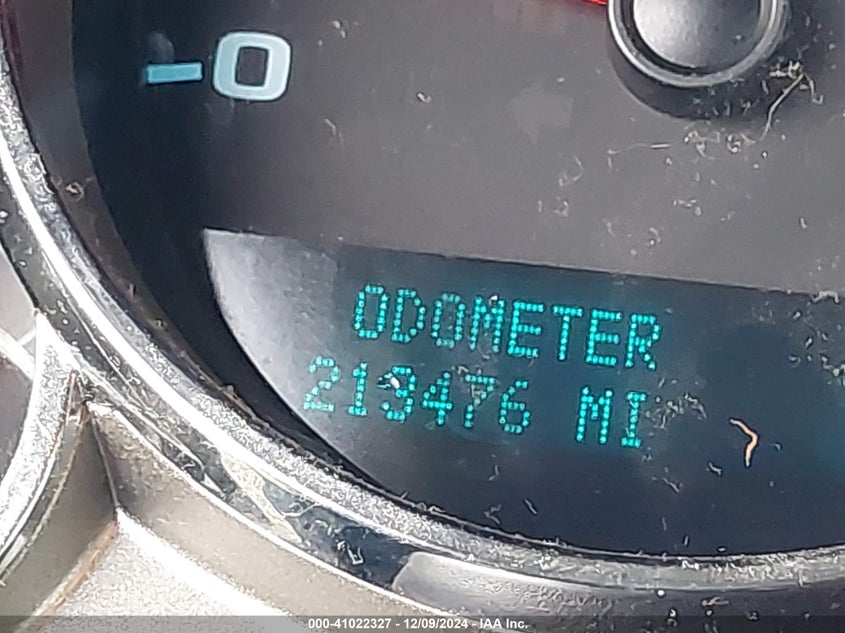 -0
ODOMETER
213476 MI
000-41022327 - 12/09/2024 - IAA Inc.